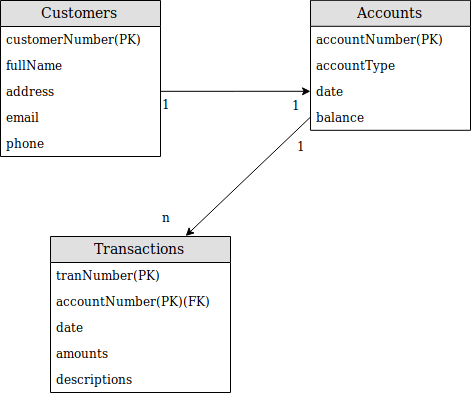 Customers
customerNumber(PK)
fullName
address
email
phone
Accounts
accountNumber(PK)
accountType
date
balance
1
1
1
n
Transactions
tranNumber(PK)
accountNumber(PK)(FK)
date
amounts
descriptions